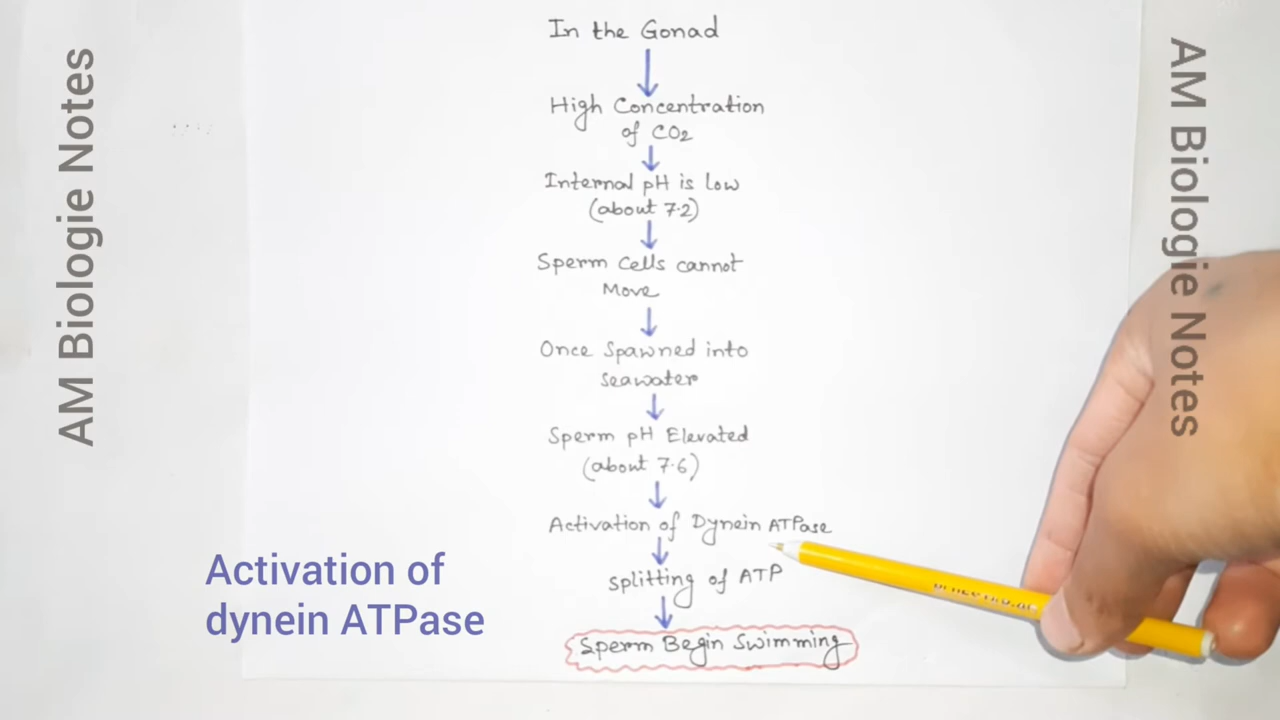 AM Biologie Notes
In the Gonad
High Concentration
of CO2
Internal pH is low
(about 7.2)
Sperm Cells cannot
Move
Once Spawned into
Seawater
Sperm pH Elevated
(about 7.6)
Activation of Dynein ATPase
Splitting of ATP
Sperm Begin Swimming
Activation of
dynein ATPase
AM Biologie Notes